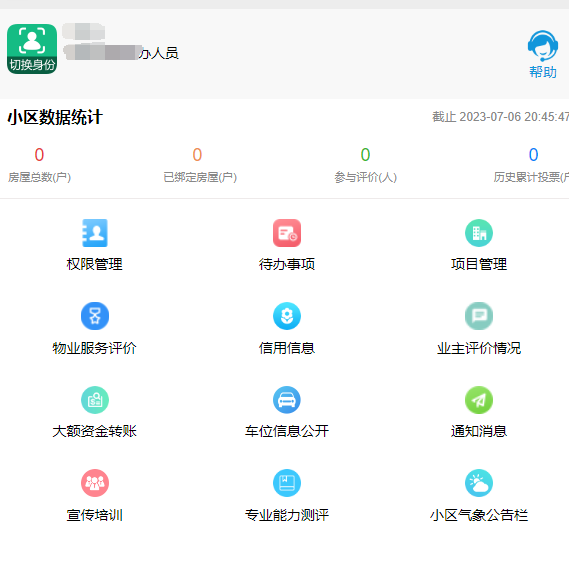 切换身份
办人员
帮助
小区数据统计
截止 2023-07-06 20:45:47
0 0 0 0
房屋总数(户) 已绑定房屋(户) 参与评价(人) 历史累计投票(户
权限管理 待办事项 项目管理
物业服务评价 信用信息 业主评价情况
大额资金转账 车位信息公开 通知消息
宣传培训 专业能力测评 小区气象公告栏